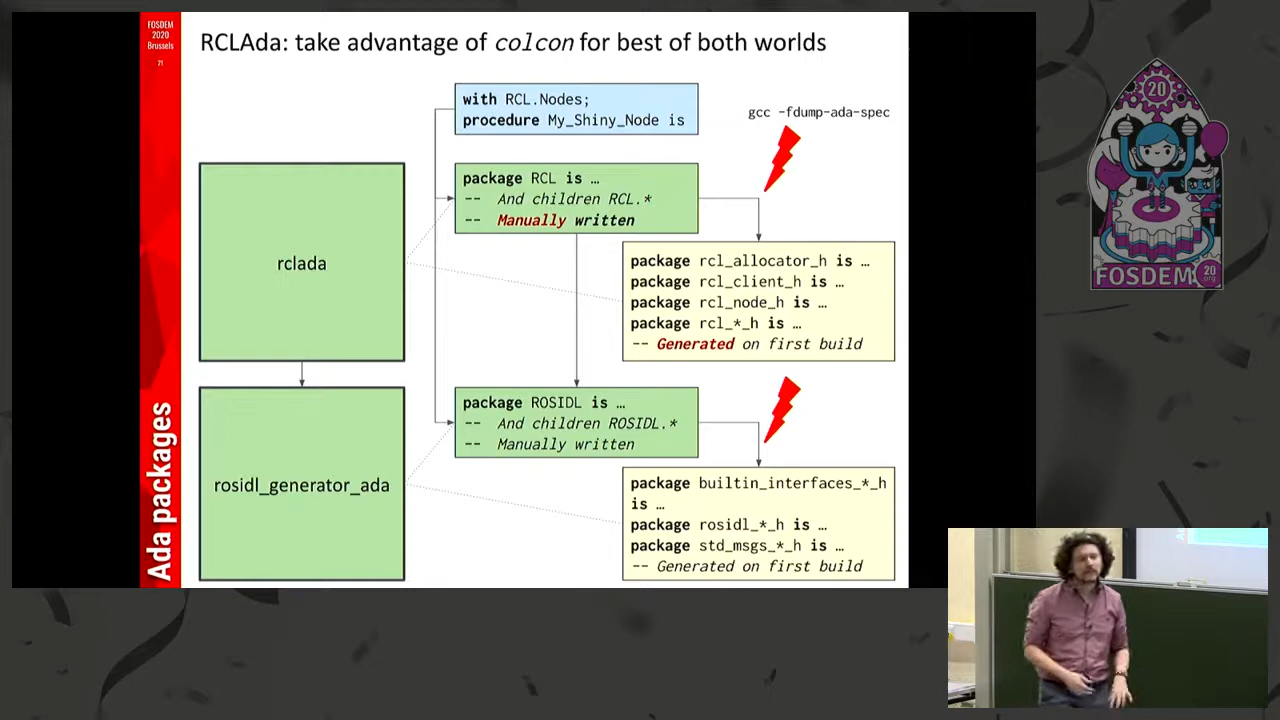 FOSDEM
2020
Brussels
21
RCLAda: take advantage of colcon for best of both worlds
with RCL.Nodes;
procedure My_Shiny_Node is
gcc -fdump-ada-spec
package RCL is …
-- And children RCL.*
-- Manually written
rclada
package rcl_allocator_h is …
package rcl_client_h is …
package rcl_node_h is …
package rcl_*_h is …
-- Generated on first build
package ROSIDL is …
-- And children ROSIDL.*
-- Manually written
rosidl_generator_ada
package builtin_interfaces_*_h
is …
package rosidl_*_h is …
package std_msgs_*_h is …
-- Generated on first build
Ada packages
20
FOSDEM
20
.org